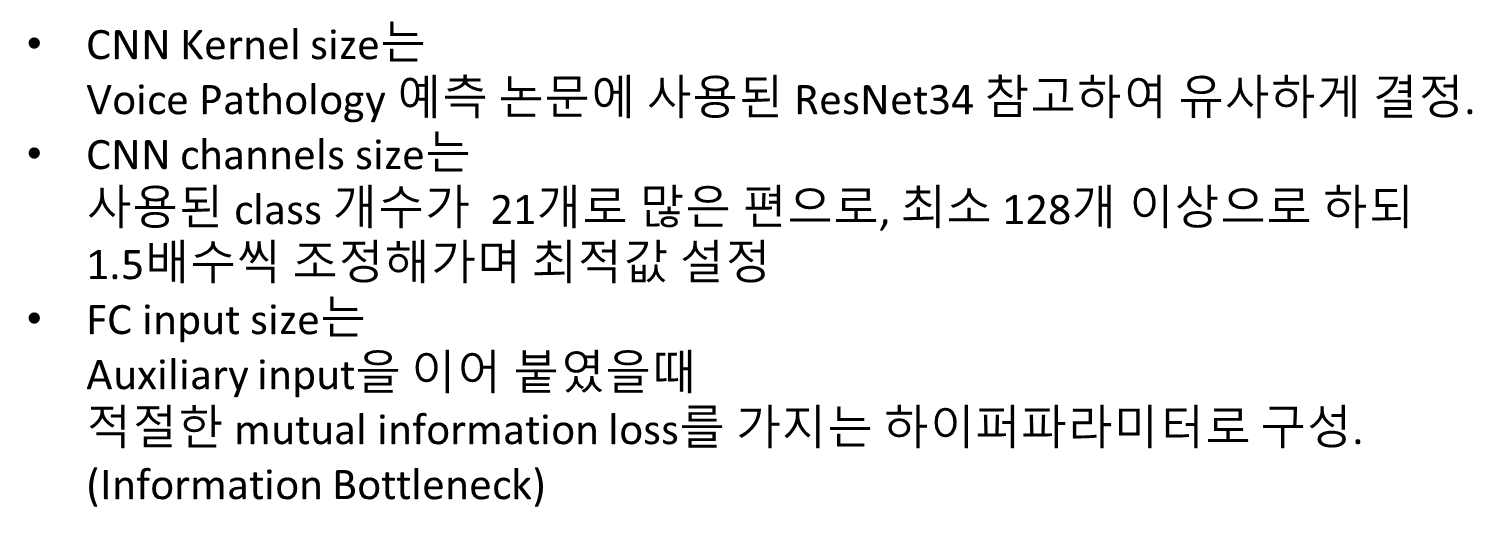 • CNN Kernel size는
Voice Pathology 예측 논문에 사용된 ResNet34 참고하여 유사하게 결정.
• CNN channels size는
사용된 class 개수가  21개로 많은 편으로, 최소 128개 이상으로 하되
1.5배수씩 조정해가며 최적값 설정
• FC input size는
Auxiliary input을 이어 붙였을때
적절한 mutual information loss를 가지는 하이퍼파라미터로 구성.
(Information Bottleneck)